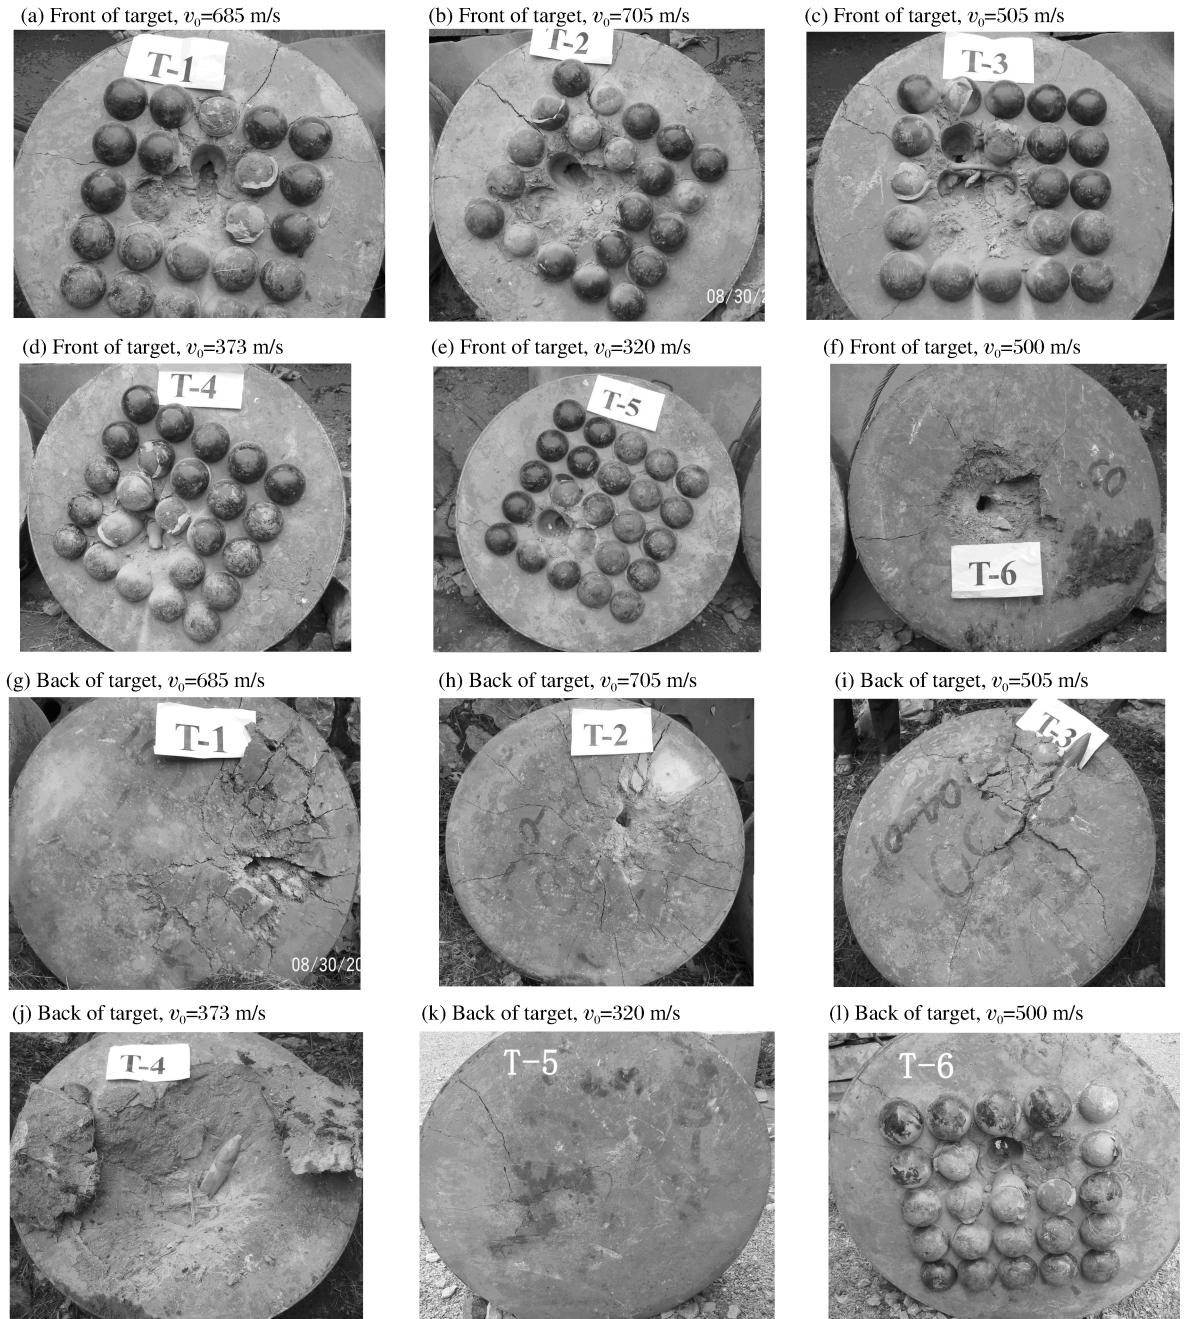 (a) Front of target, v0=685 m/s
(b) Front of target, v0=705 m/s
(c) Front of target, v0=505 m/s
T-1
T-2
T-3
08/30/2
(d) Front of target, v0=373 m/s
(e) Front of target, v0=320 m/s
(f) Front of target, v0=500 m/s
T-4
T-5
T-6
(g) Back of target, v0=685 m/s
(h) Back of target, v0=705 m/s
(i) Back of target, v0=505 m/s
T-1
T-2
T-3
08/30/20
(j) Back of target, v0=373 m/s
(k) Back of target, v0=320 m/s
(l) Back of target, v0=500 m/s
T-4
T-5
T-6